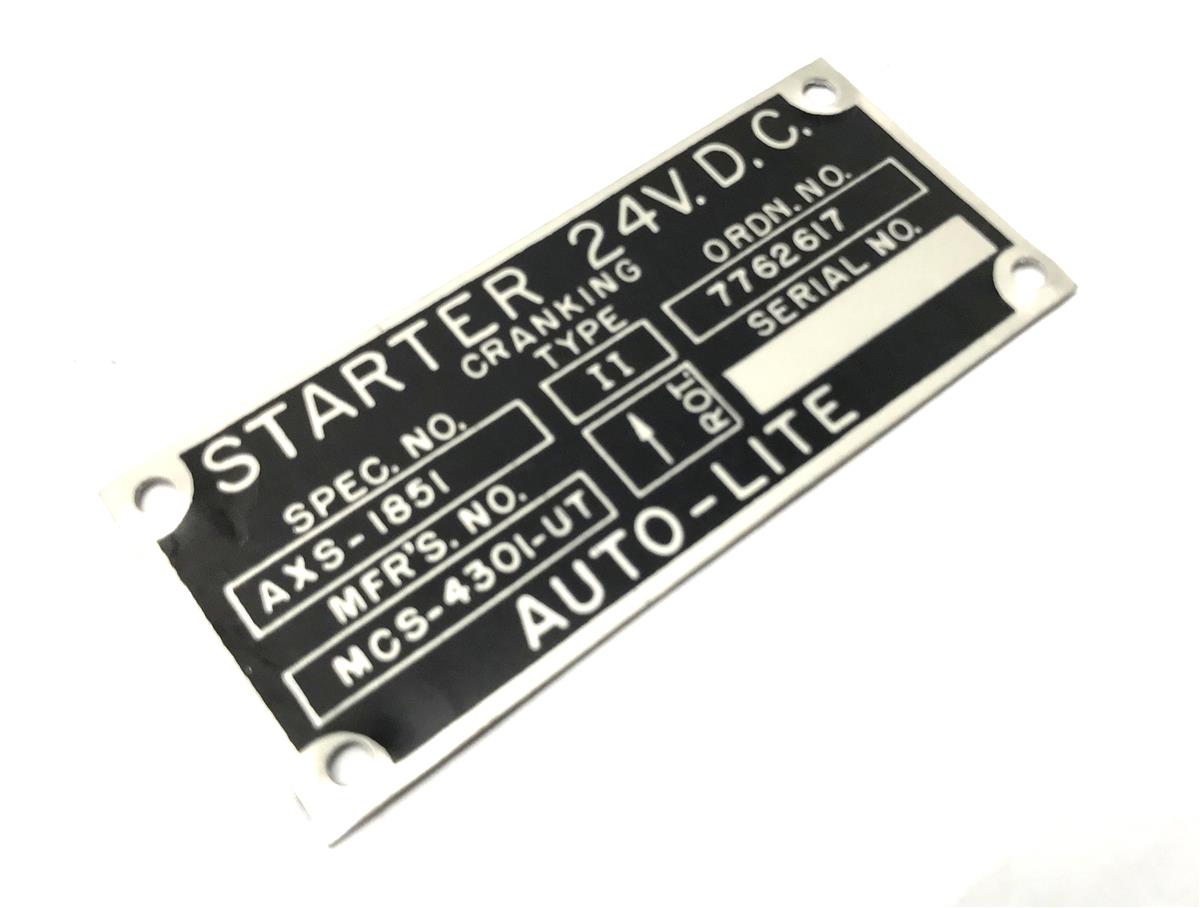 STARTER 24V.D.C.
CRANKING
SPEC. NO.
TYPE
ORDN. NO.
AXS-1851
II
7762617
MFR'S. NO.
ROT.
SERIAL NO.
MCS-4301-UT
AUTO-LITE